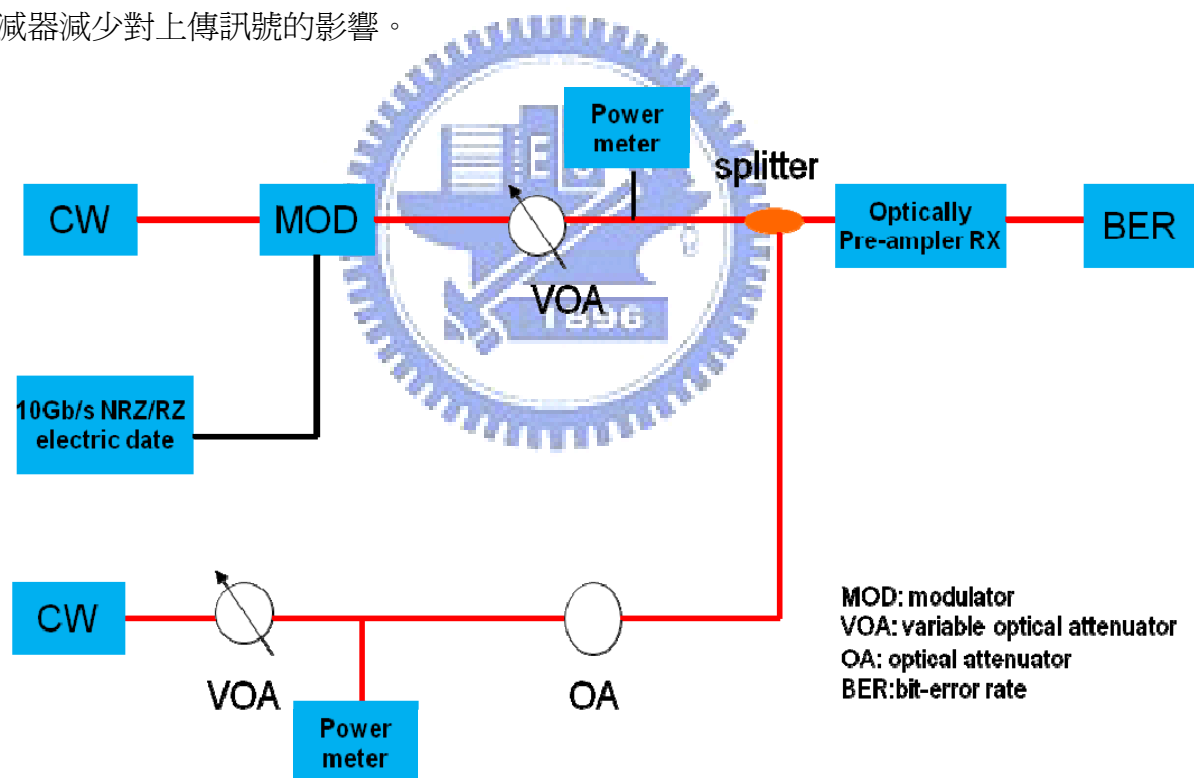 減器減少對上傳訊號的影響。
Power
meter
splitter
CW
MOD
Optically
Pre-ampler RX
BER
VOA
1896
10Gb/s NRZ/RZ
electric date
CW
VOA
OA
Power
meter
MOD: modulator
VOA: variable optical attenuator
OA: optical attenuator
BER:bit-error rate